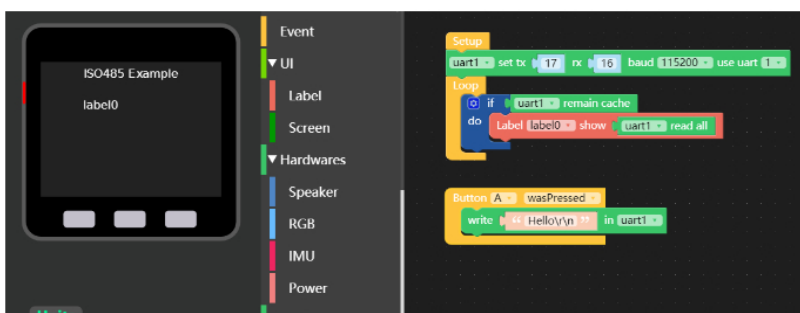 ISO485 Example
label0
Event
UI
Label
Screen
Hardwares
Speaker
RGB
IMU
Power
Setup
uart1 set tx 17 rx 16 baud 115200 use uart 1
Loop
if uart1 remain cache
do Label label0 show uart1 read all
Button A wasPressed
write “ Hello\r\n ” in uart1